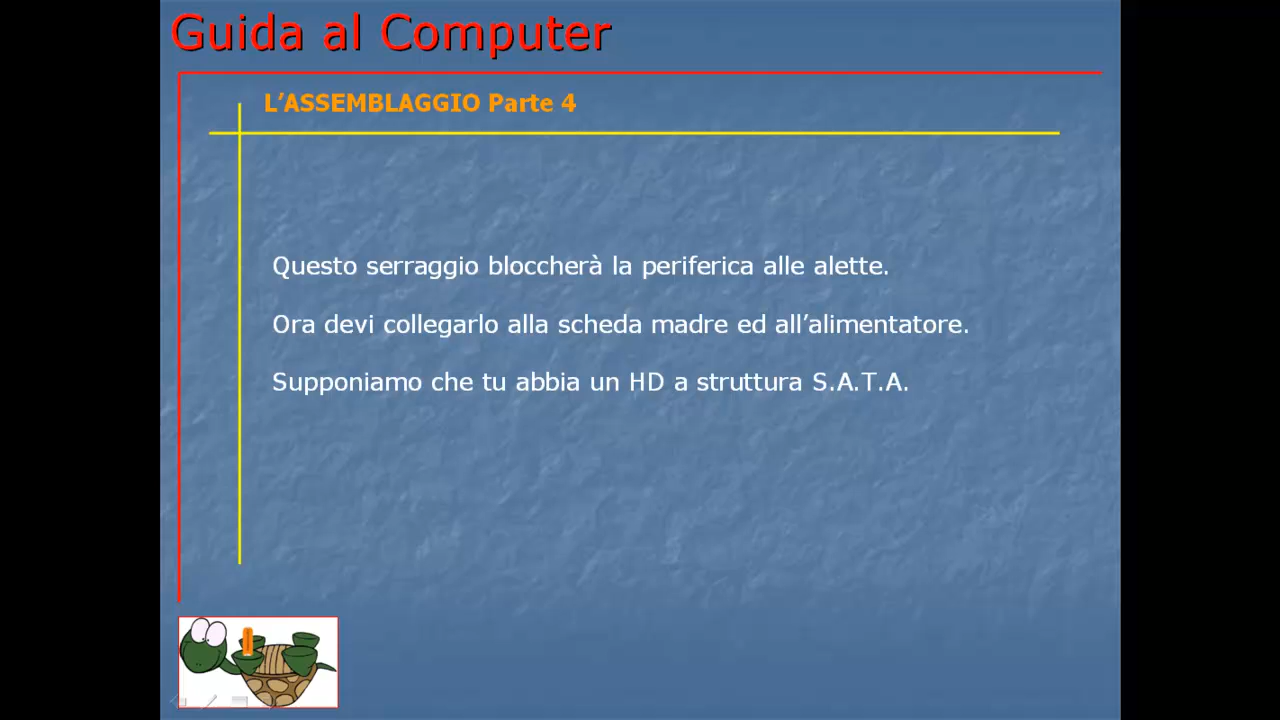 Guida al Computer
L’ASSEMBLAGGIO Parte 4
Questo serraggio bloccherà la periferica alle alette.
Ora devi collegarlo alla scheda madre ed all’alimentatore.
Supponiamo che tu abbia un HD a struttura S.A.T.A.